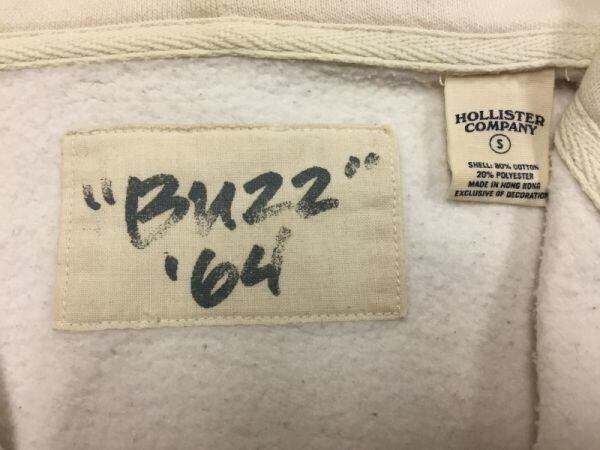 "BUZZ"
'64
HOLLISTER
COMPANY
S
SHELL: 80% COTTON
20% POLYESTER
MADE IN HONG KONG
EXCLUSIVE OF DECORATION